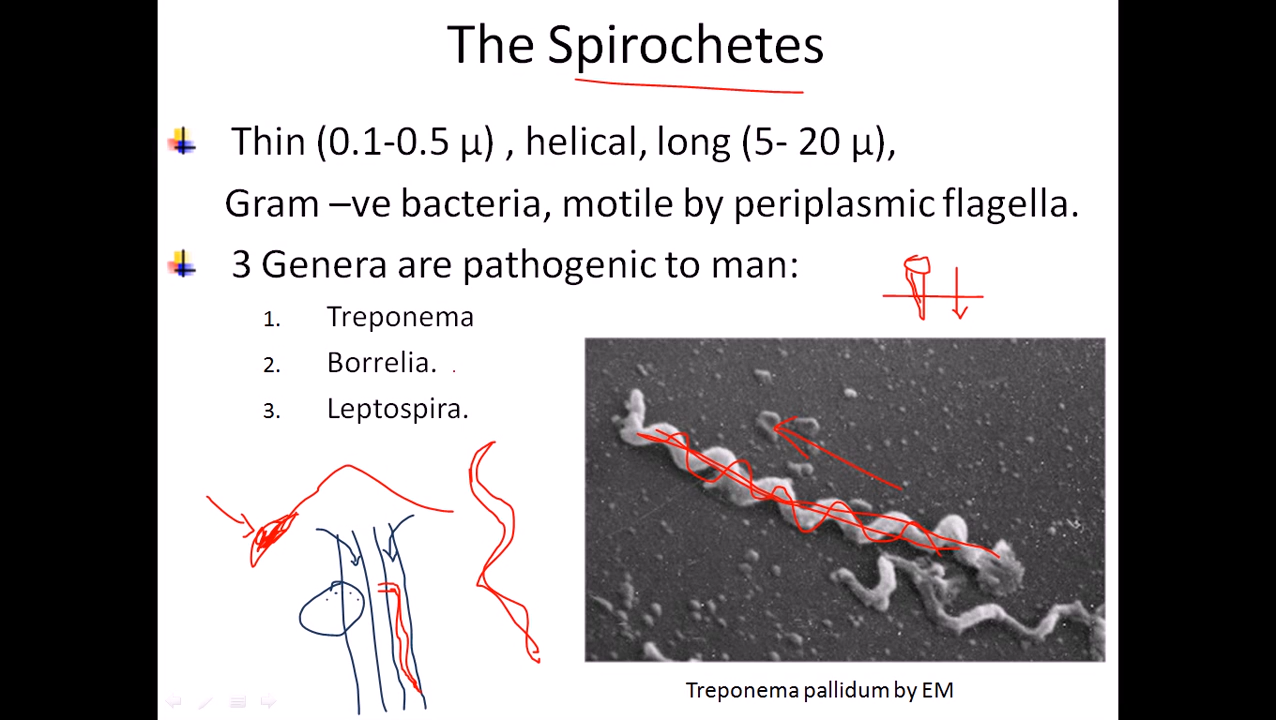 The Spirochetes
Thin (0.1-0.5 µ) , helical, long (5- 20 µ),
Gram –ve bacteria, motile by periplasmic flagella.
3 Genera are pathogenic to man:
1. Treponema
2. Borrelia.
3. Leptospira.
Treponema pallidum by EM